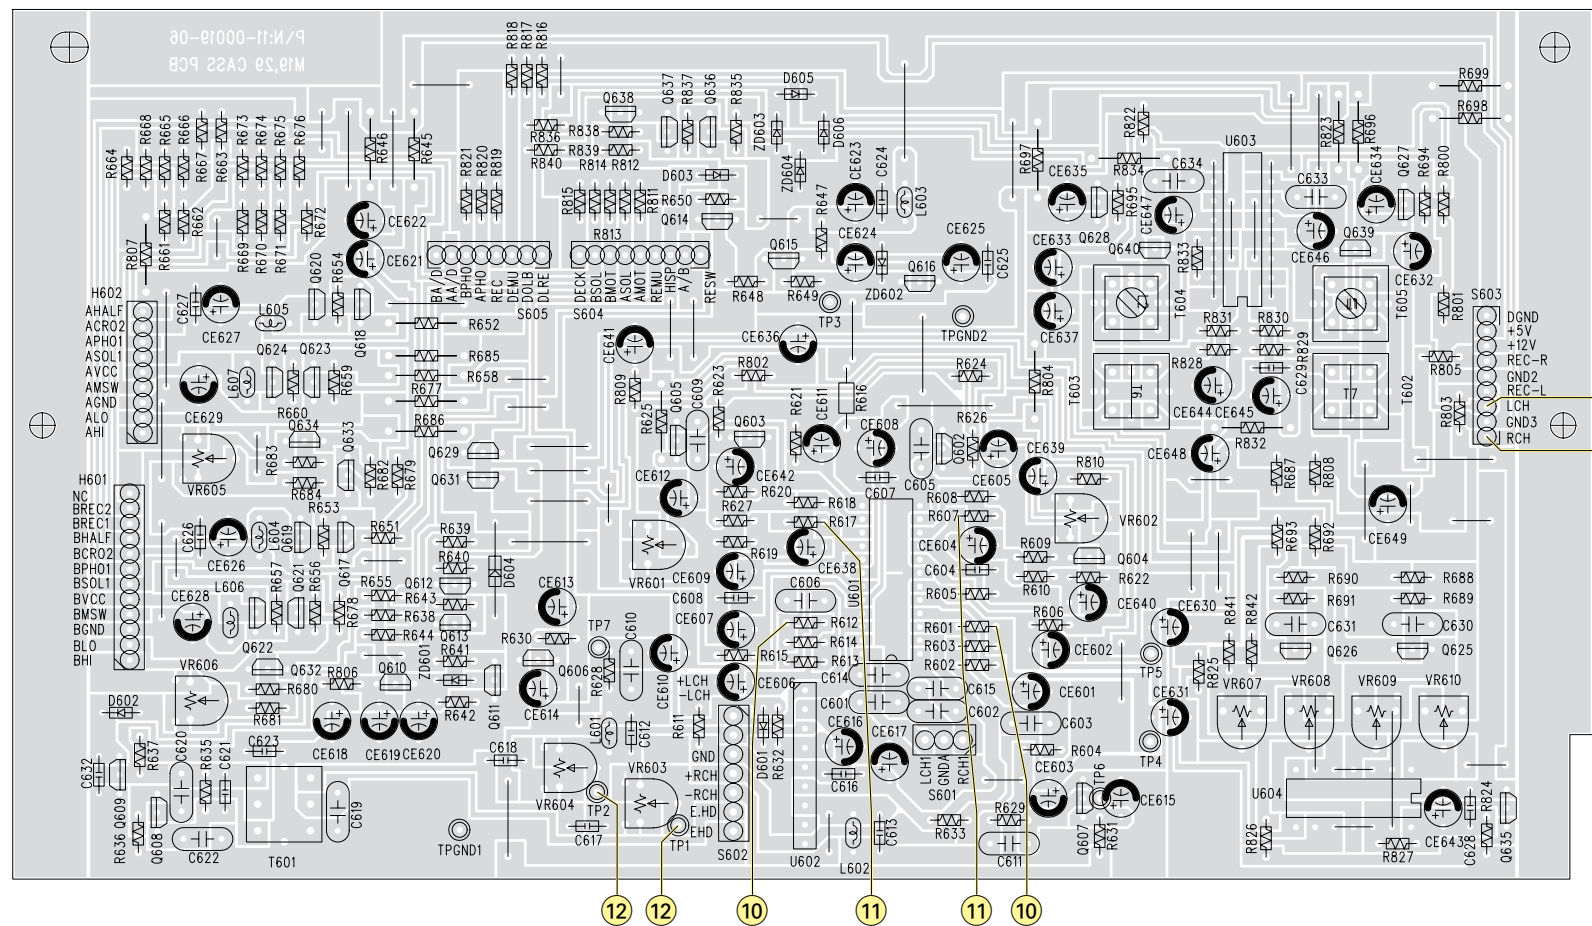 P\N:11-00019-06
M19,29 CASS PCB
R818
R817
R816
D605
R699
R698
Q637
R837
Q636
R835
Q638
R836
R840
R838
R839
R814 R812
ZD603
D606
ZD604
R822
R823
R696
U603
R668
R665
R666
R673
R674
R675
R676
R664
R667
R663
R646
R645
R821
R820
R819
D603
R650
Q614
R815
R811
R813
R647
CE623
C624
L603
R697
R834
C634
CE635
R695
CE647
C633
CE634
Q627
R694
R800
R807
R661
R662
R669
R670
R671
R672
CE622
CE621
Q620
R654
Q618
CE624
CE625
C625
Q615
Q616
ZD602
R648
R649
CE633
Q628
Q640
R833
CE646
Q639
CE632
R801
S603
H602
AHALF
ACRO2
APHO1
ASOL1
AVCC
AMSW
AGND
ALO
AHI
C627
CE627
L605
BA/D
AA/D
BPHO
APHO
REC
DEMU
DOLB
DLRE
S605
DECK
BSOL
BMOT
ASOL
AMOT
REMU
HISP
A/B
RESW
S604
TP3
TPGND2
CE637
T604
T605
DGND
+5V
+12V
REC-R
GND2
REC-L
LCH
GND3
RCH
R652
R685
R658
R677
R686
Q624
Q623
L607
R659
CE629
R660
CE641
CE636
R802
R624
R831
R830
R828
R829
C629
R805
R809
R625
Q605
C609
R623
R621
CE611
R616
CE608
R626
R804
T603
91
T7
T602
R803
CE644
CE645
R832
VR605
R683
Q634
Q633
R684
R682
R679
Q629
Q631
CE612
Q603
CE642
R620
C607
C605
Q602
CE605
CE639
R810
CE648
R687
R808
H601
NC
BREC2
BREC1
BHALF
BCRO2
BPHO1
BSOL1
BVCC
BMSW
BGND
BLO
BHI
C626
CE626
L604
Q619
R653
R651
R639
R640
D604
Q612
R655
R643
R638
R644
Q613
R641
ZD601
R642
Q611
R627
R619
VR601
R618
R617
CE638
R608
R607
CE604
C604
R605
R609
R610
VR602
Q604
R622
R693
R692
CE649
L606
R657
Q621
R656
Q617
R678
CE628
Q622
CE613
R630
TP7
C610
CE609
C608
CE607
C606
U601
R612
R614
R613
R615
R601
R603
R602
R606
CE602
CE640
CE630
R841
R842
R690
R691
R688
R689
C631
C630
Q626
Q625
VR606
Q632
R680
R681
R806
Q610
D602
CE614
Q606
R628
CE610
+LCH
-LCH
CE606
C614
C601
C615
C602
CE601
C603
TP5
R825
CE631
VR607
VR608
VR609
VR610
CE618
CE619
CE620
C623
C618
L601
C612
R611
GND
+RCH
-RCH
E.HD
EHD
D601
R632
CE616
CE617
C616
LCH1
GNDA
RCH1
S601
R604
CE603
TP4
TP6
CE615
U604
C632
R637
C620
R635
C621
Q609
R636
Q608
C622
T601
C619
VR604
TP2
VR603
TP1
C617
TPGND1
S602
U602
L602
C613
R633
R629
C611
Q607
R631
R826
R827
CE643
C628
R824
Q635
12
12
10
11
11
10